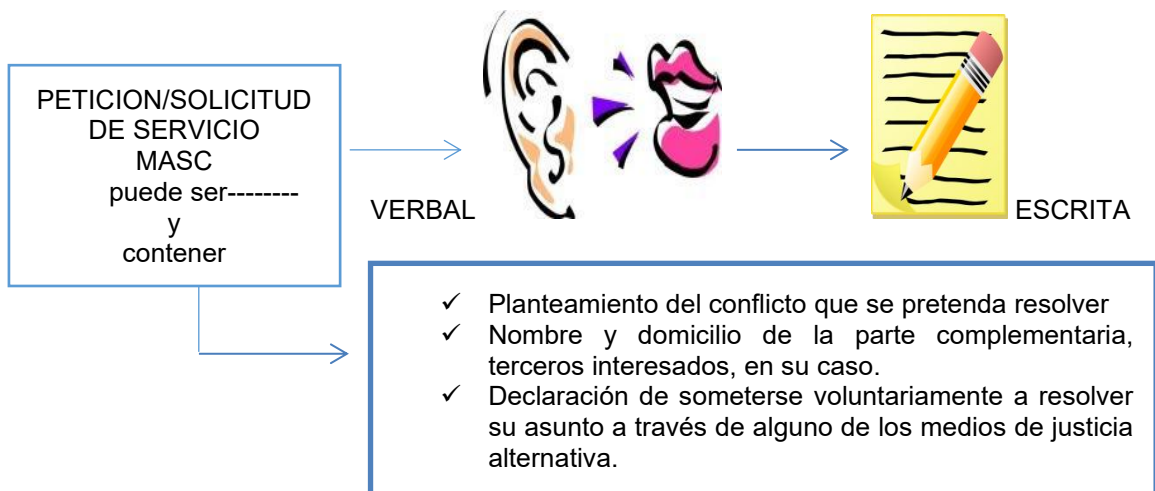 PETICION/SOLICITUD
DE SERVICIO
MASC
puede ser--------
y
contener
VERBAL
ESCRITA
✓ Planteamiento del conflicto que se pretenda resolver
✓ Nombre y domicilio de la parte complementaria,
terceros interesados, en su caso.
✓ Declaración de someterse voluntariamente a resolver
su asunto a través de alguno de los medios de justicia
alternativa.